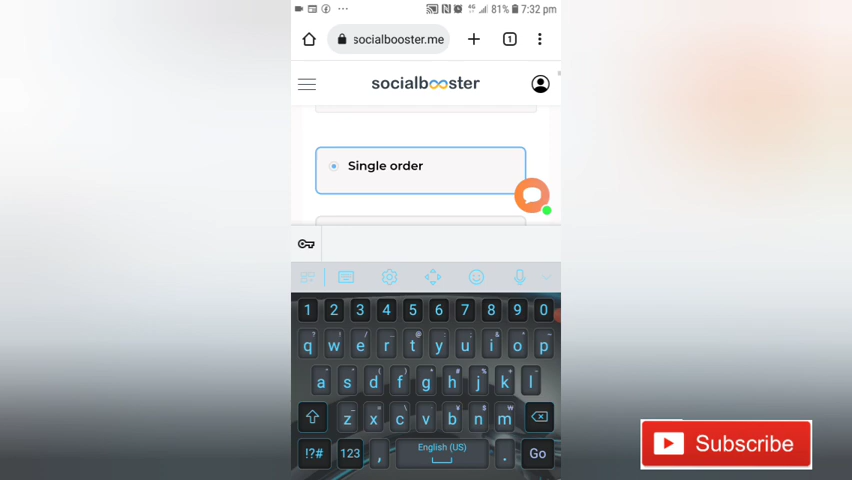 81% 7:32 pm
socialbooster.me
1
socialbooster
Single order
1 2 3 4 5 6 7 8 9 0
q w e r t y u i o p
a s d f g h j k l
z x c v b n m
!?# 123 , English (US) . Go
Subscribe